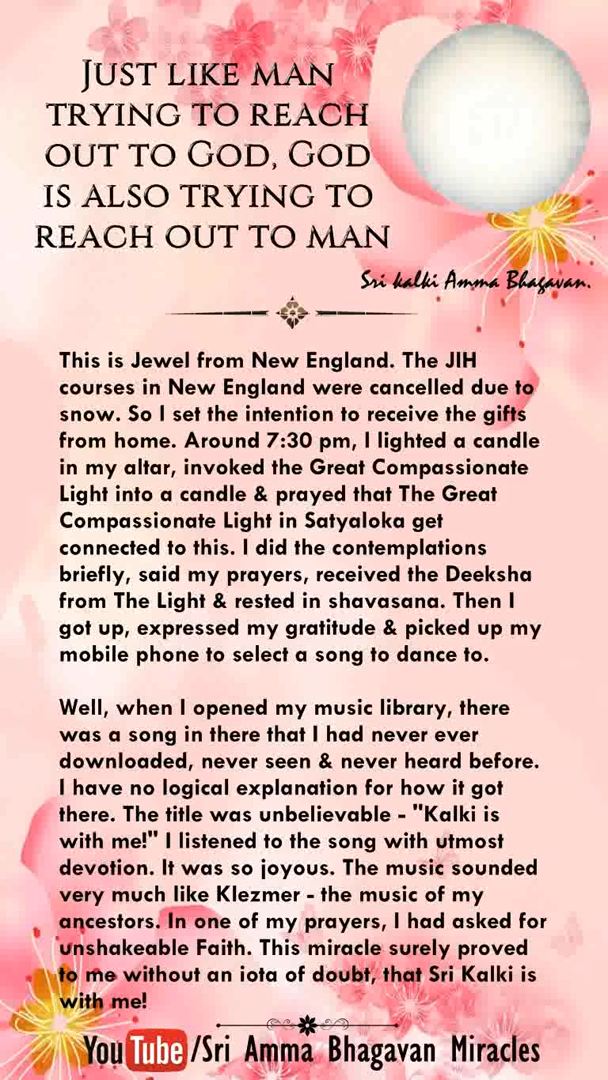 Just like man
trying to reach
out to God, God
is also trying to
reach out to man
Sri kalki Amma Bhagavan.
This is Jewel from New England. The JIH
courses in New England were cancelled due to
snow. So I set the intention to receive the gifts
from home. Around 7:30 pm, I lighted a candle
in my altar, invoked the Great Compassionate
Light into a candle & prayed that The Great
Compassionate Light in Satyaloka get
connected to this. I did the contemplations
briefly, said my prayers, received the Deeksha
from The Light & rested in shavasana. Then I
got up, expressed my gratitude & picked up my
mobile phone to select a song to dance to.
Well, when I opened my music library, there
was a song in there that I had never ever
downloaded, never seen & never heard before.
I have no logical explanation for how it got
there. The title was unbelievable - "Kalki is
with me!" I listened to the song with utmost
devotion. It was so joyous. The music sounded
very much like Klezmer - the music of my
ancestors. In one of my prayers, I had asked for
unshakeable Faith. This miracle surely proved
to me without an iota of doubt, that Sri Kalki is
with me!
YouTube/Sri Amma Bhagavan Miracles